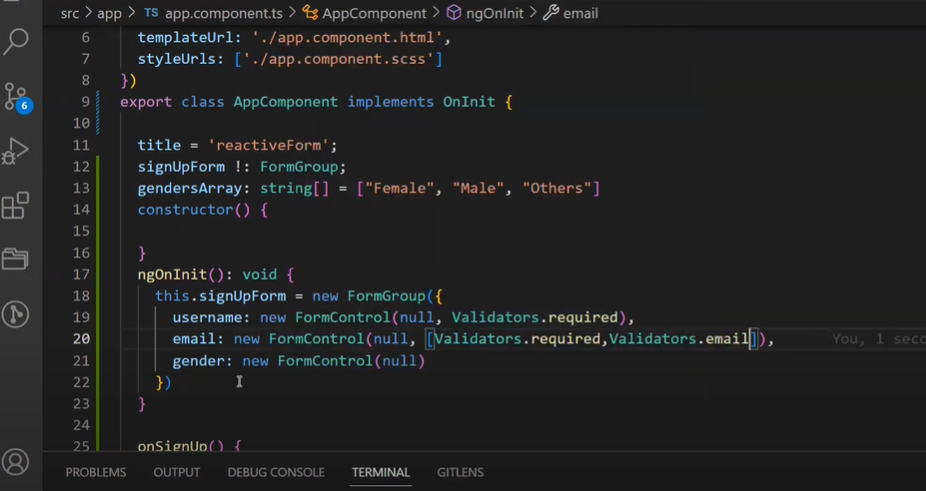 src > app > TS app.component.ts > AppComponent > ngOnInit > email
6 templateUrl: './app.component.html',
7 styleUrls: ['./app.component.scss']
8 })
9 export class AppComponent implements OnInit {
10
11 title = 'reactiveForm';
12 signUpForm !: FormGroup;
13 gendersArray: string[] = ["Female", "Male", "Others"]
14 constructor() {
15
16 }
17 ngOnInit(): void {
18 this.signUpForm = new FormGroup({
19 username: new FormControl(null, Validators.required),
20 email: new FormControl(null, [Validators.required,Validators.email]), You, 1 seco
21 gender: new FormControl(null)
22 })
23 }
24
25 onSignUp() {
6
PROBLEMS OUTPUT DEBUG CONSOLE TERMINAL GITLENS